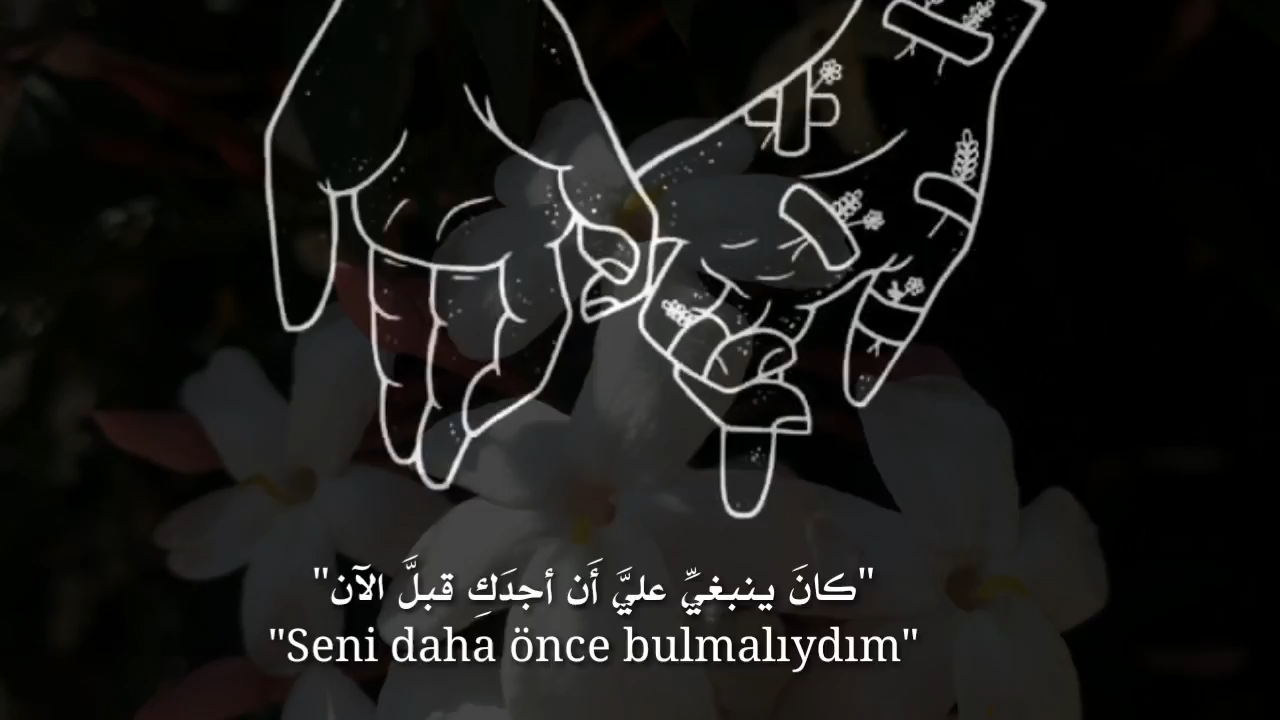 "كانَ ينبغيِّ عليَّ أَن أجدَكِ قبلَّ الآن"
"Seni daha önce bulmalıydım"